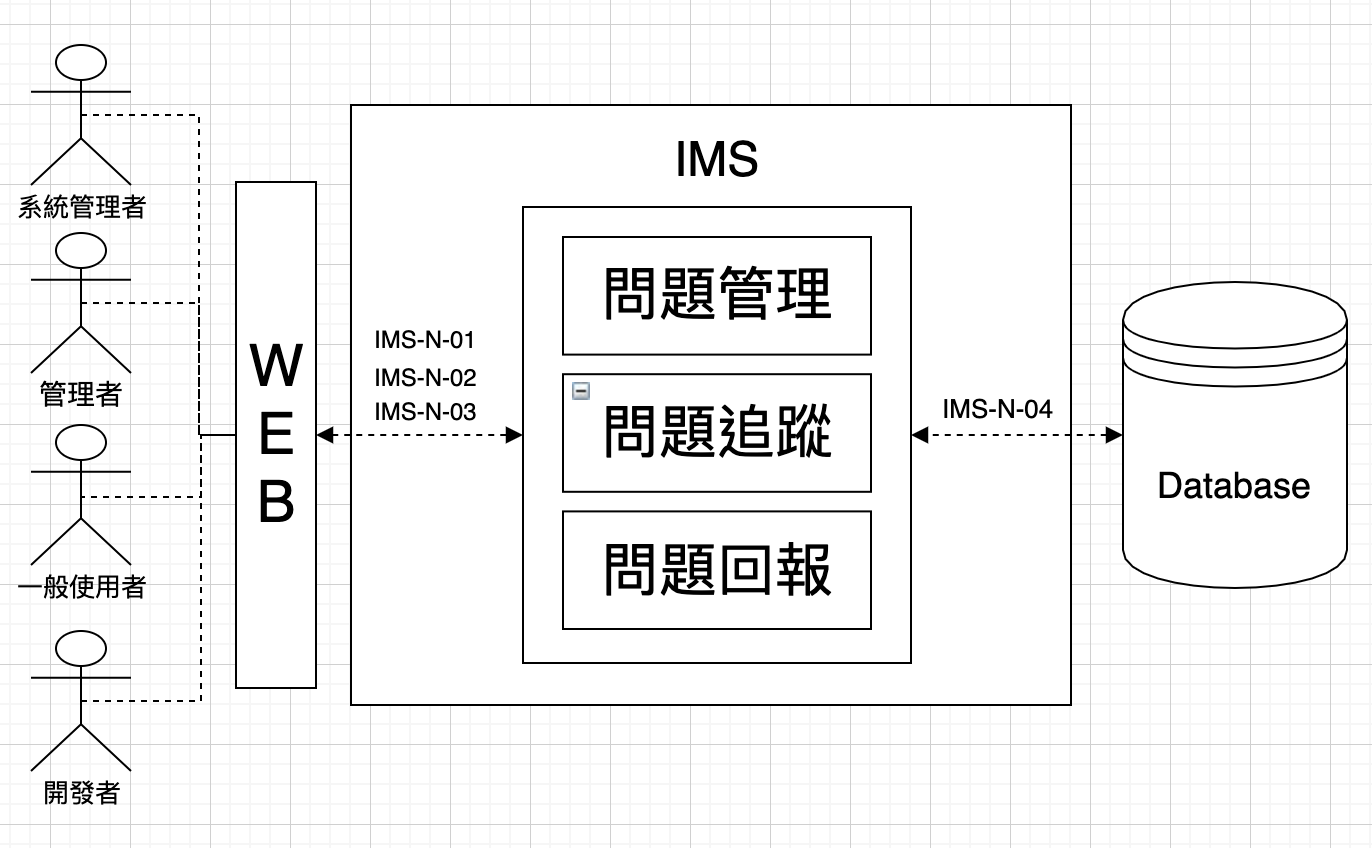 系統管理者
管理者
一般使用者
開發者
W
E
B
IMS
IMS-N-01
IMS-N-02
IMS-N-03
問題管理
問題追蹤
問題回報
IMS-N-04
Database